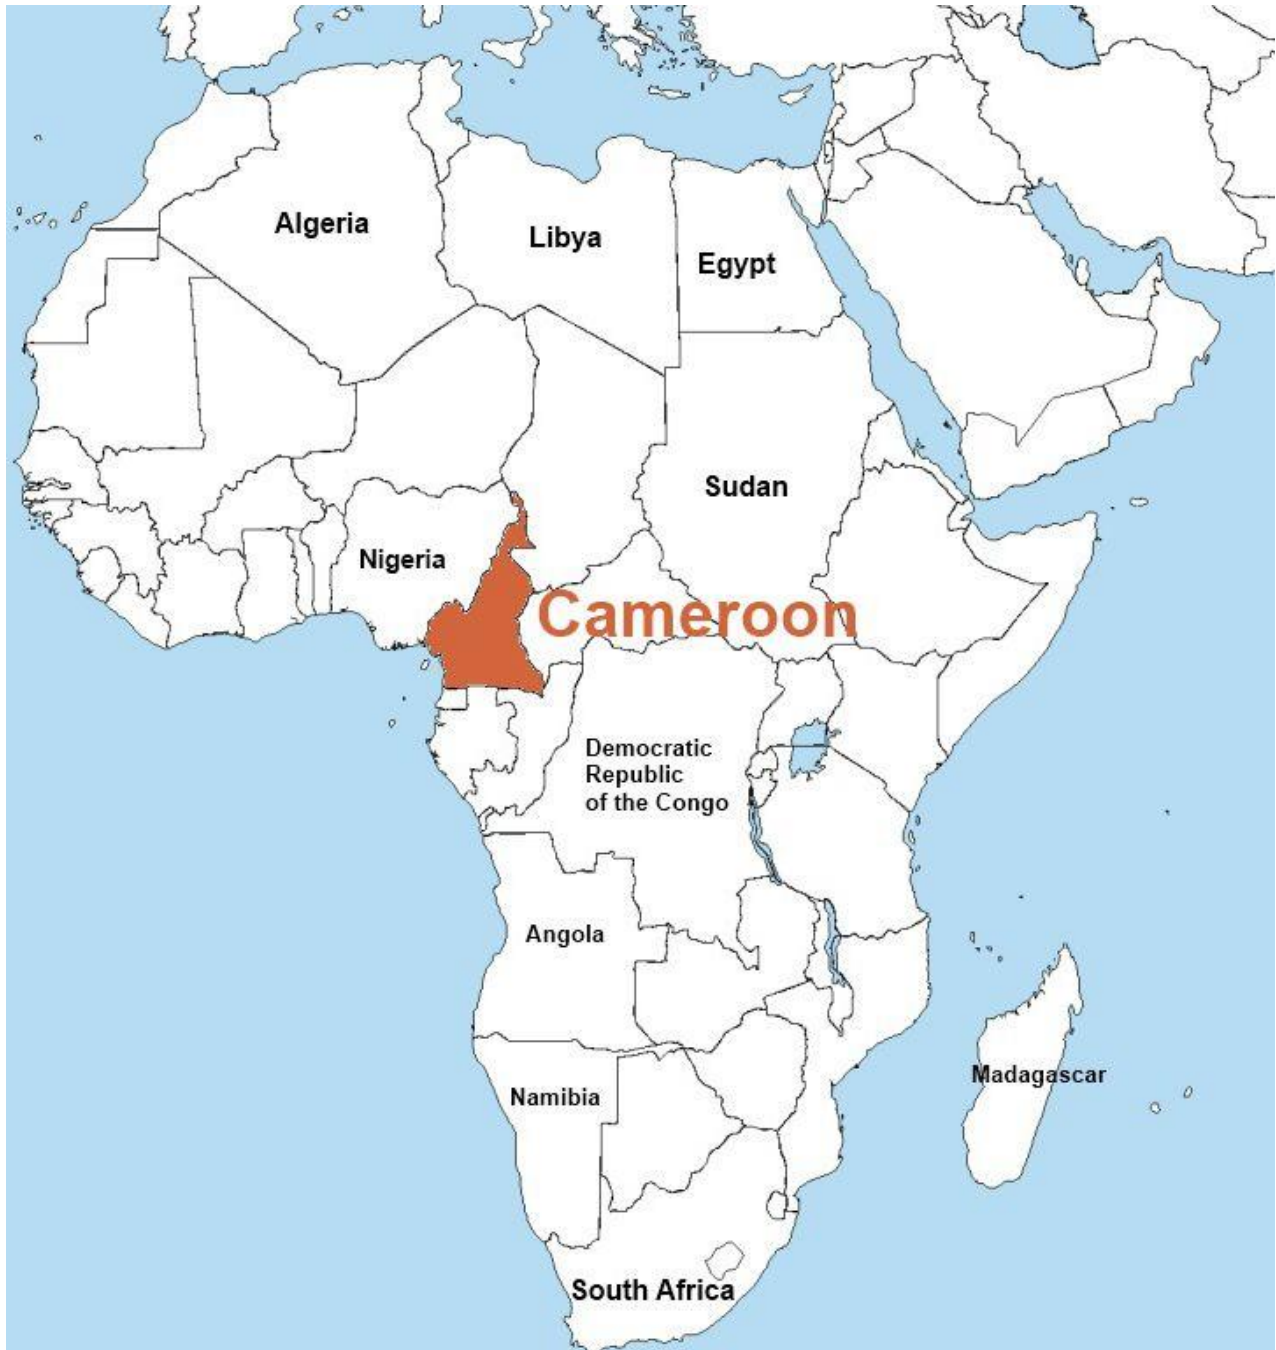 Algeria
Libya
Egypt
Sudan
Nigeria
Cameroon
Democratic
Republic
of the Congo
Angola
Madagascar
Namibia
South Africa